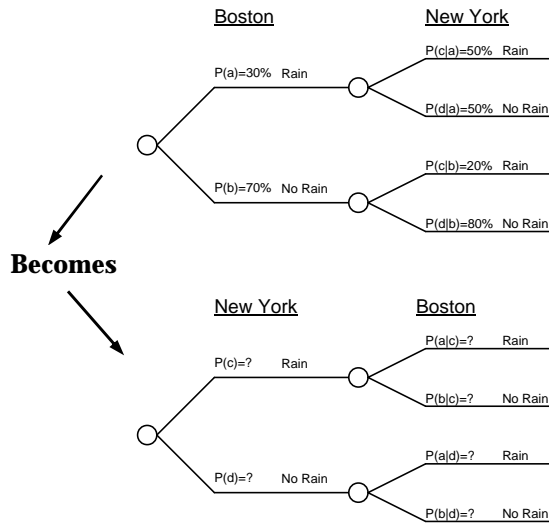 Boston New York
P(c|a)=50% Rain
P(a)=30% Rain
P(d|a)=50% No Rain
P(c|b)=20% Rain
P(b)=70% No Rain
P(d|b)=80% No Rain
Becomes
New York Boston
P(a|c)=? Rain
P(c)=? Rain
P(b|c)=? No Rain
P(a|d)=? Rain
P(d)=? No Rain
P(b|d)=? No Rain